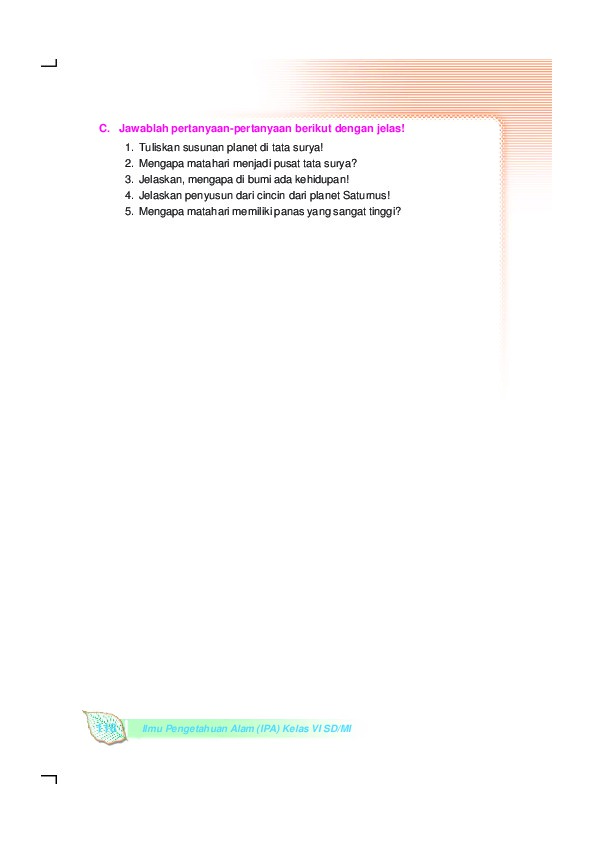 C. Jawablah pertanyaan-pertanyaan berikut dengan jelas!
1. Tuliskan susunan planet di tata surya!
2. Mengapa matahari menjadi pusat tata surya?
3. Jelaskan, mengapa di bumi ada kehidupan!
4. Jelaskan penyusun dari cincin dari planet Saturnus!
5. Mengapa matahari memiliki panas yang sangat tinggi?
Ilmu Pengetahuan Alam (IPA) Kelas VI SD/MI